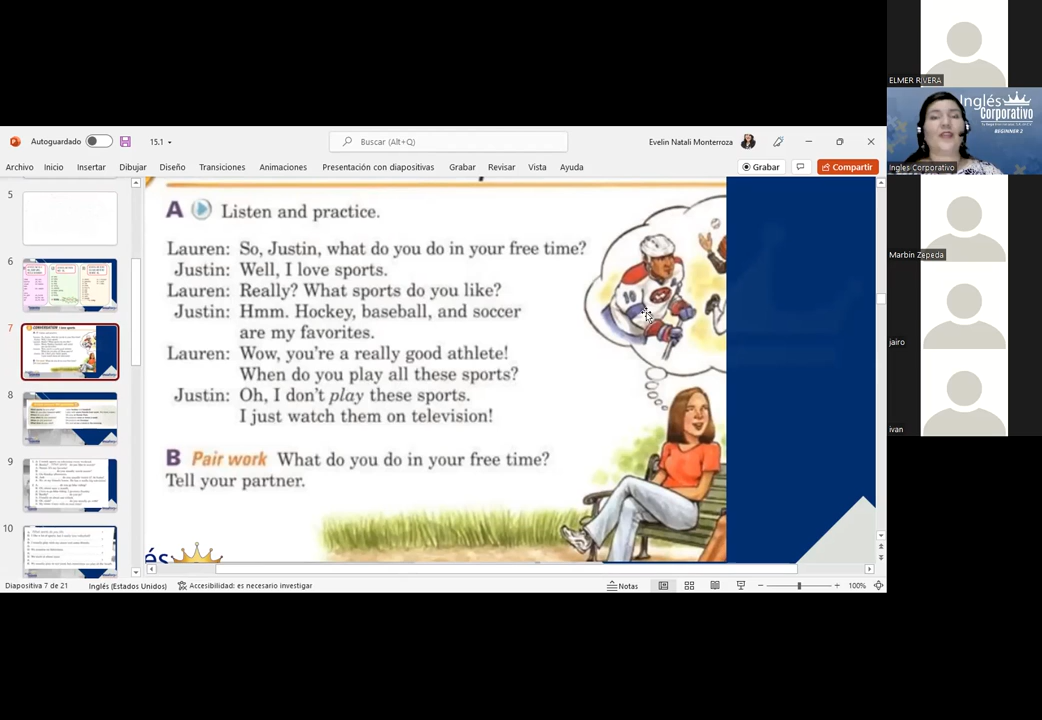 ELMER RIVERA
Inglés
Corporativo
BEGINNER 2
Ingles Corporativo
Marbin Zepeda
jairo
ivan
Autoguardado
15.1
Buscar (Alt+Q)
Evelin Natali Monterroza
Archivo Inicio Insertar Dibujar Diseño Transiciones Animaciones Presentación con diapositivas Grabar Revisar Vista Ayuda
Grabar
Compartir
5
6
7
8
9
10
A Listen and practice.
Lauren: So, Justin, what do you do in your free time?
Justin: Well, I love sports.
Lauren: Really? What sports do you like?
Justin: Hmm. Hockey, baseball, and soccer
are my favorites.
Lauren: Wow, you're a really good athlete!
When do you play all these sports?
Justin: Oh, I don't play these sports.
I just watch them on television!
B Pair work What do you do in your free time?
Tell your partner.
és
10
Diapositiva 7 de 21
Inglés (Estados Unidos)
Accesibilidad: es necesario investigar
Notas
100%